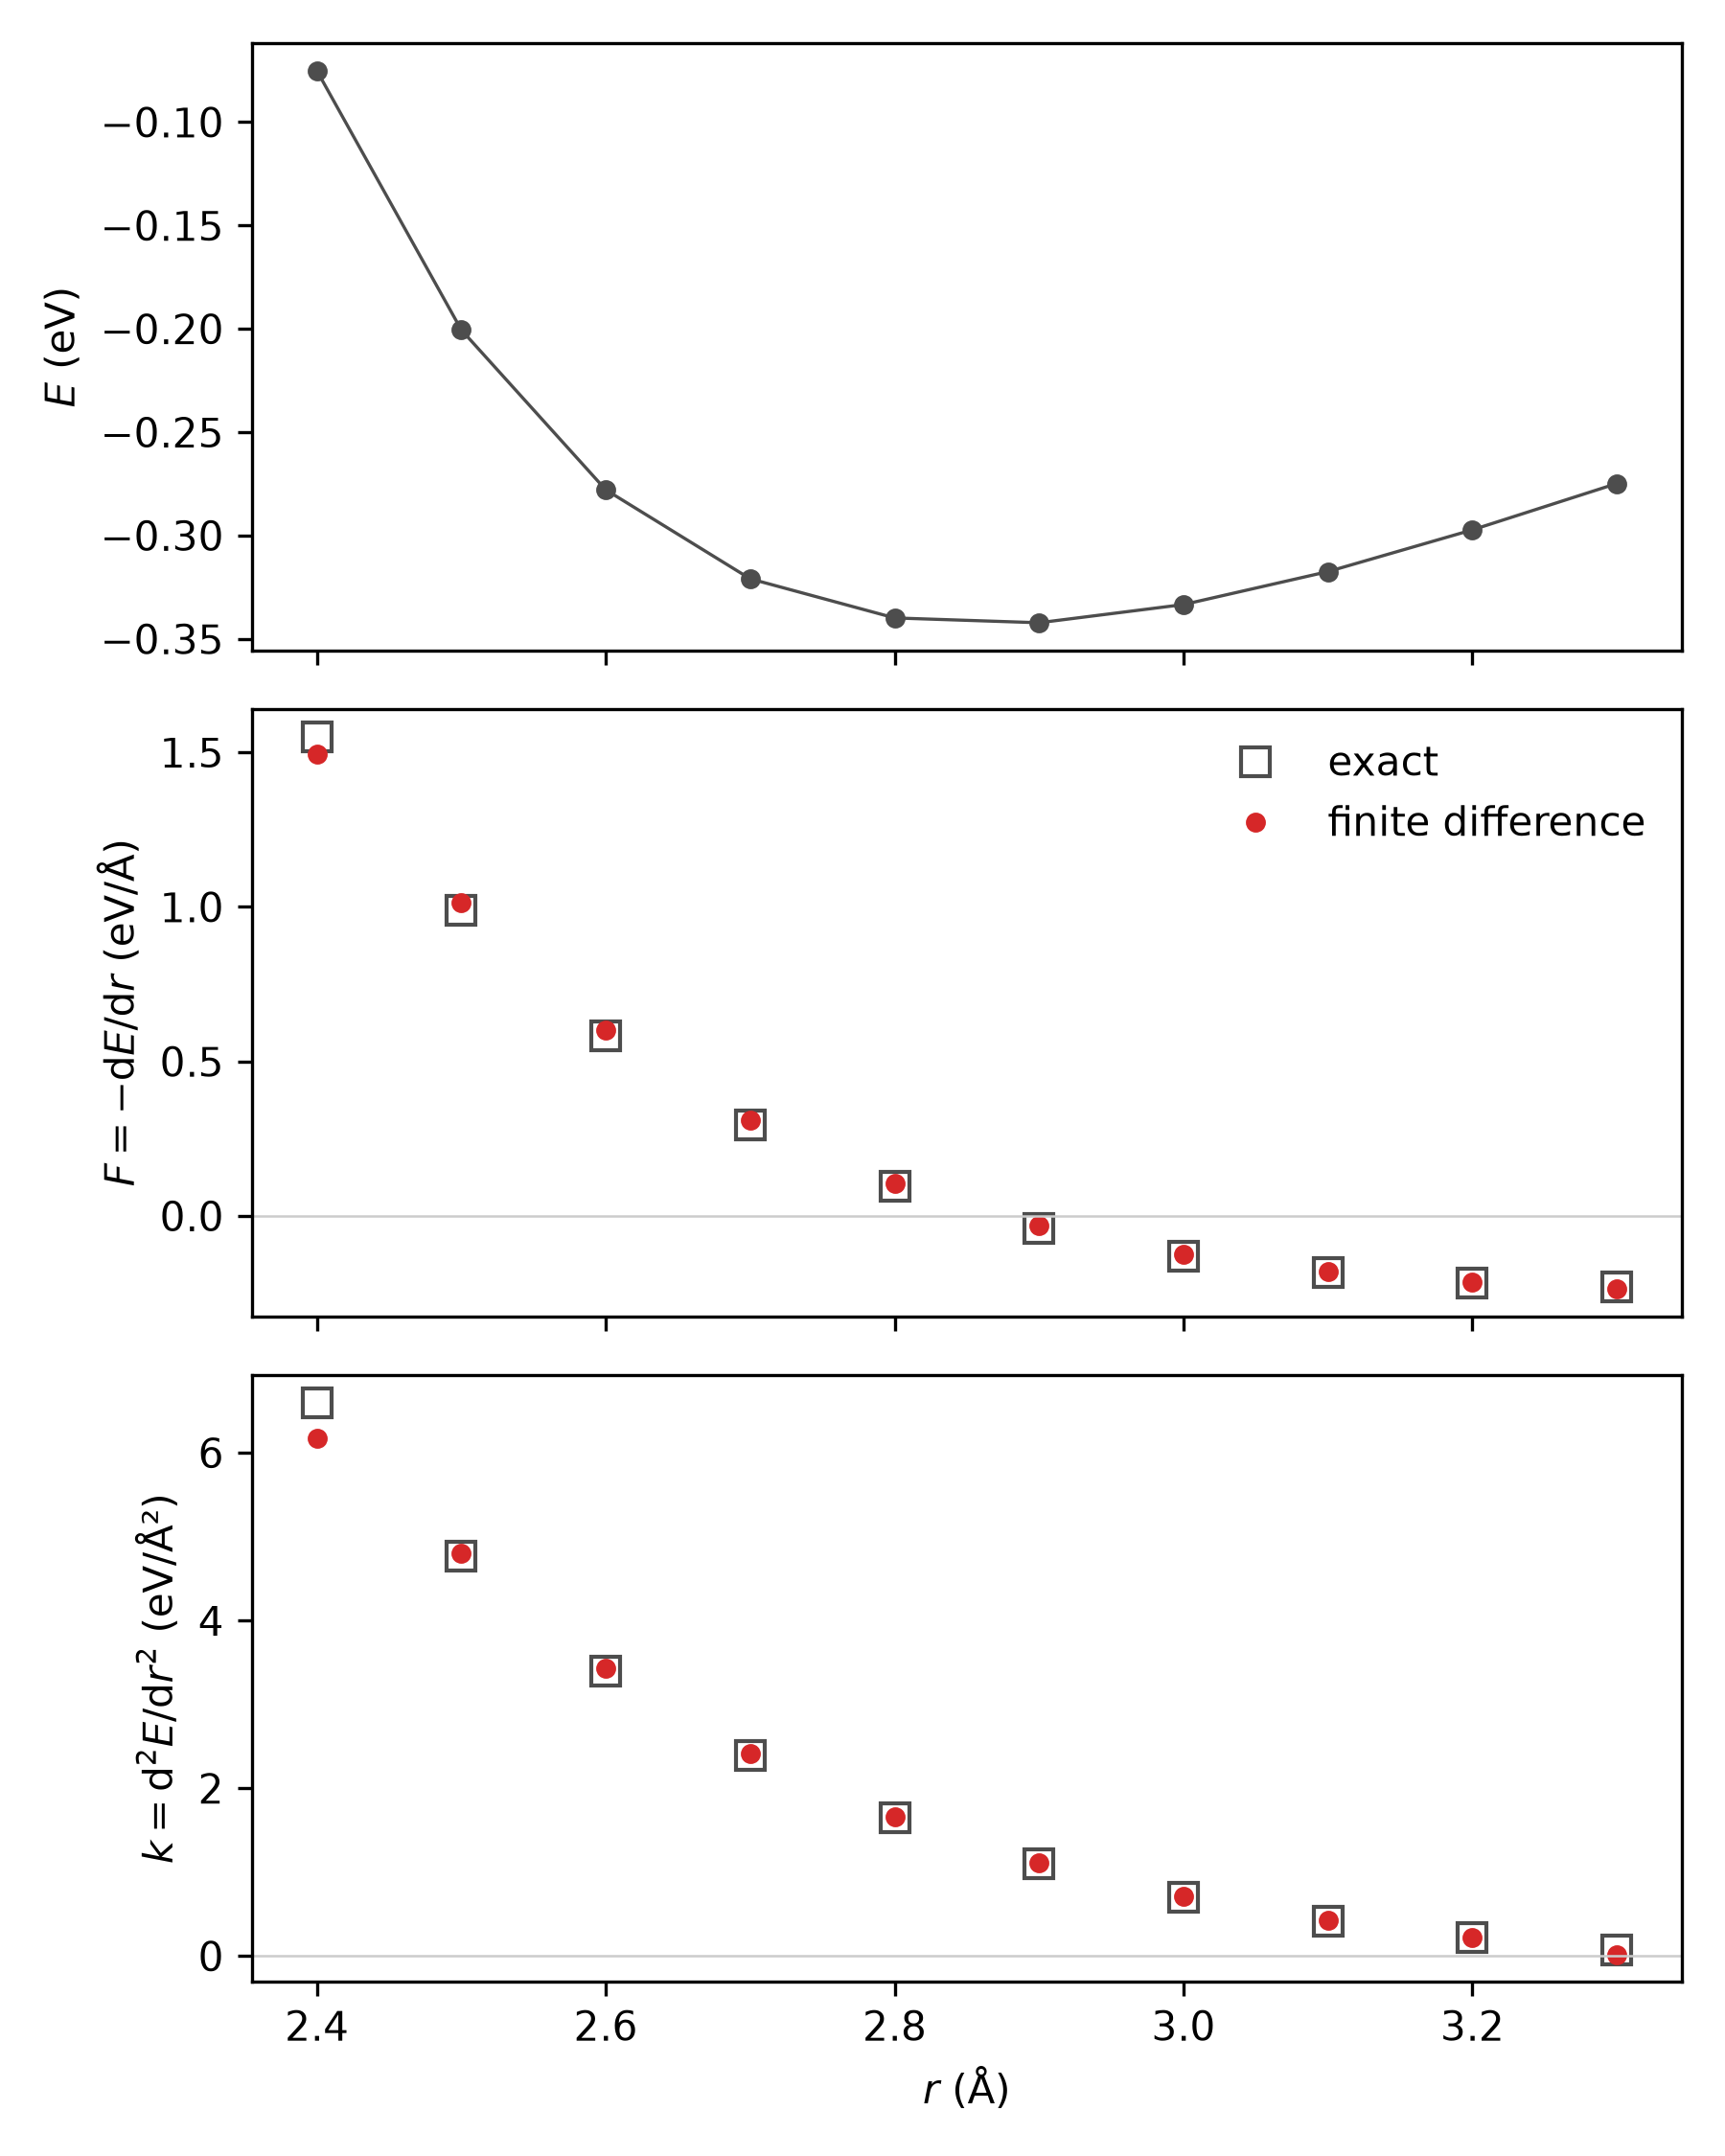 E (eV)
−0.10
−0.15
−0.20
−0.25
−0.30
−0.35
F = −dE/dr (eV/Å)
1.5
1.0
0.5
0.0
exact
finite difference
k = d²E/dr² (eV/Å²)
6
4
2
0
2.4 2.6 2.8 3.0 3.2
r (Å)